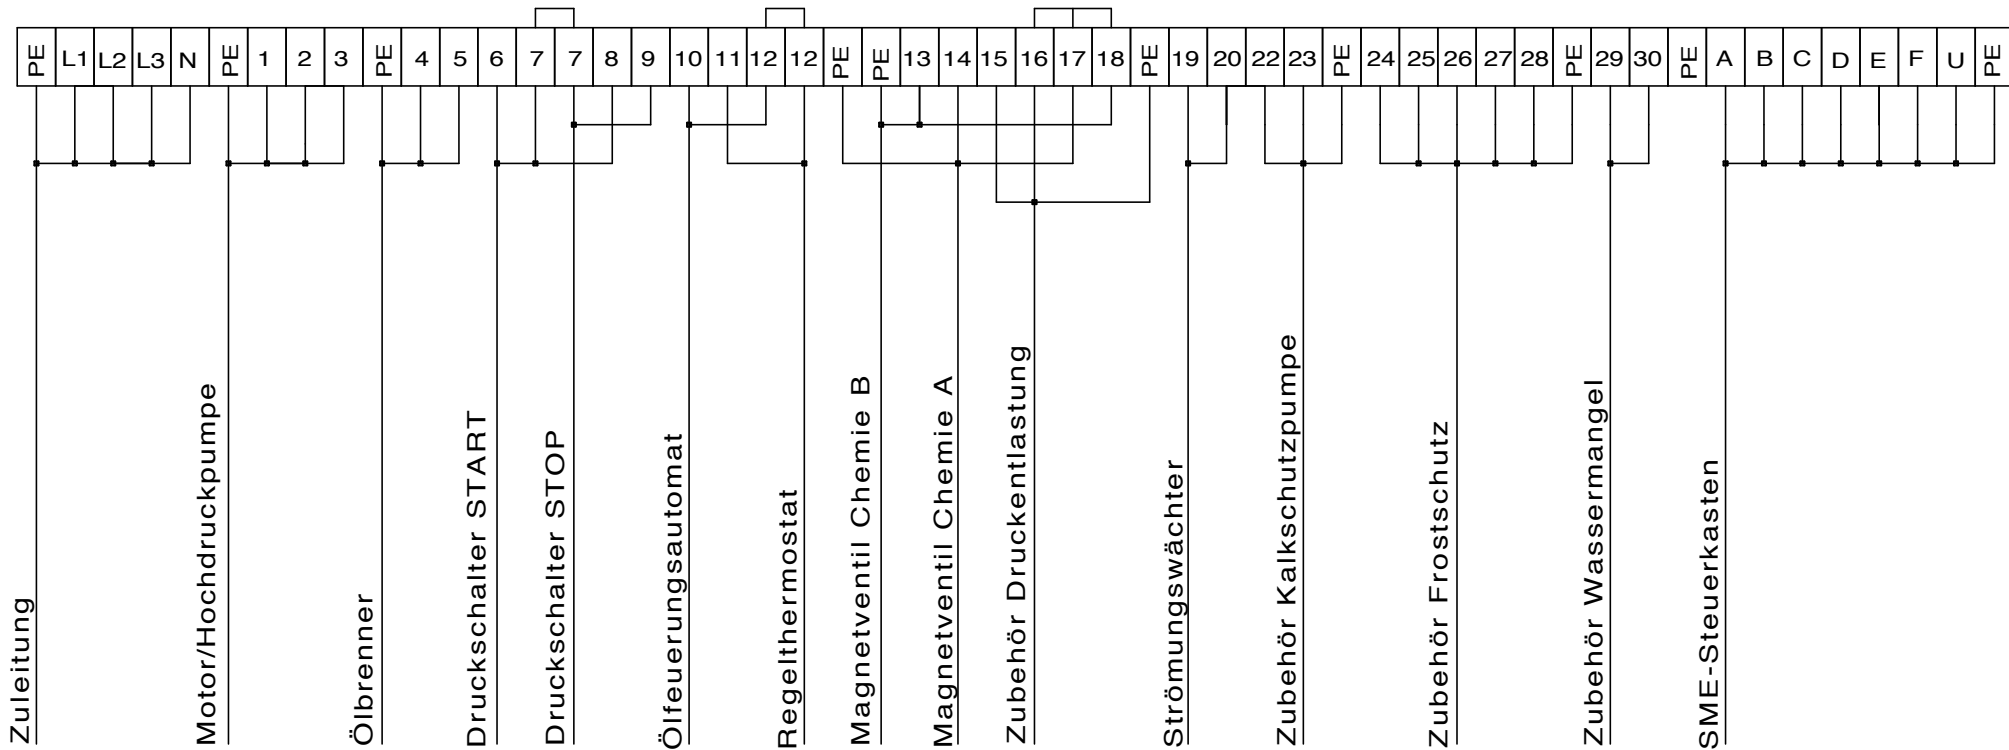 PE L1 L2 L3 N PE 1 2 3 PE 4 5 6 7 7 8 9 10 11 12 12 PE PE 13 14 15 16 17 18 PE 19 20 22 23 PE 24 25 26 27 28 PE 29 30 PE A B C D E F U PE
Zuleitung
Motor/Hochdruckpumpe
Ölbrenner
Druckschalter START
Druckschalter STOP
Ölfeuerungsautomat
Regelthermostat
Magnetventil Chemie B
Magnetventil Chemie A
Zubehör Druckentlastung
Strömungswächter
Zubehör Kalkschutzpumpe
Zubehör Frostschutz
Zubehör Wassermangel
SME-Steuerkasten